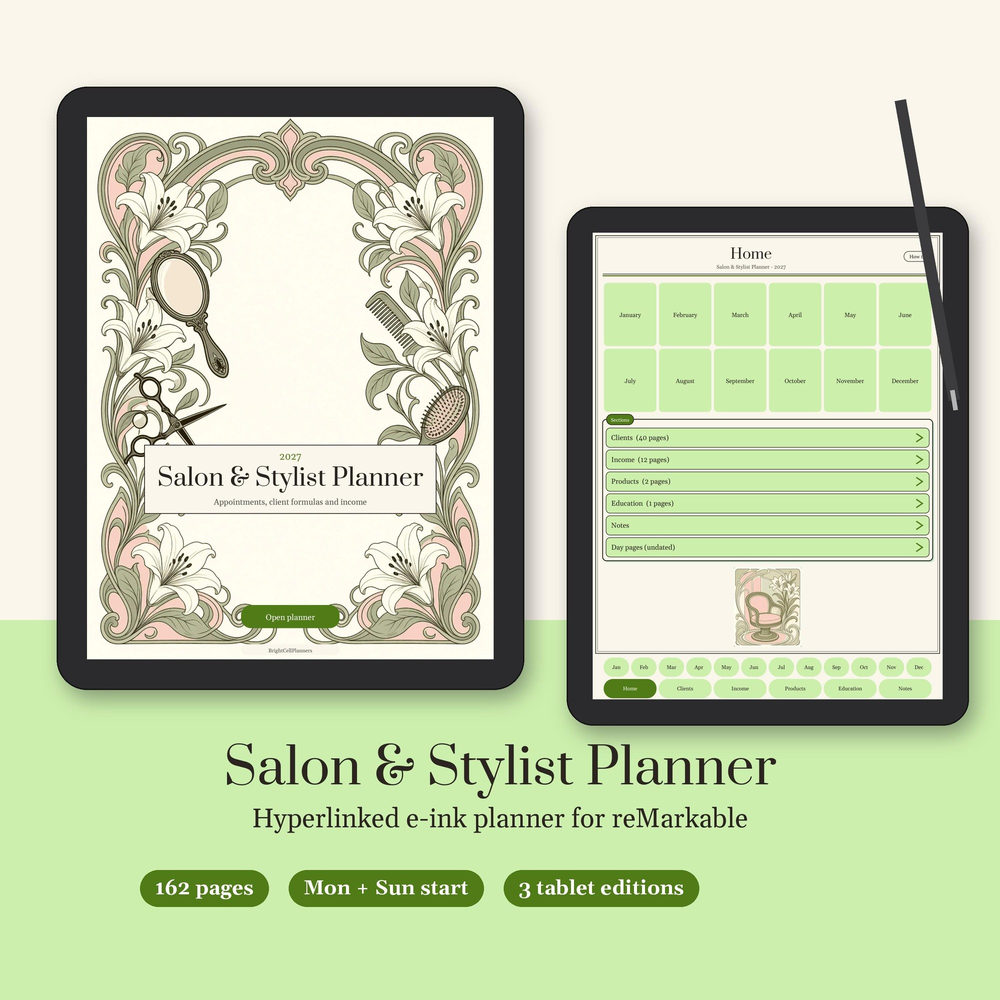 2027
Salon & Stylist Planner
Appointments, client formulas and income
Open planner
BrightCellPlanners
Home
Salon & Stylist Planner - 2027
How
January
February
March
April
May
June
July
August
September
October
November
December
Sections
Clients (40 pages)
Income (12 pages)
Products (2 pages)
Education (1 pages)
Notes
Day pages (undated)
Jan
Feb
Mar
Apr
May
Jun
Jul
Aug
Sep
Oct
Nov
Dec
Home
Clients
Income
Products
Education
Notes
Salon & Stylist Planner
Hyperlinked e-ink planner for reMarkable
162 pages
Mon + Sun start
3 tablet editions